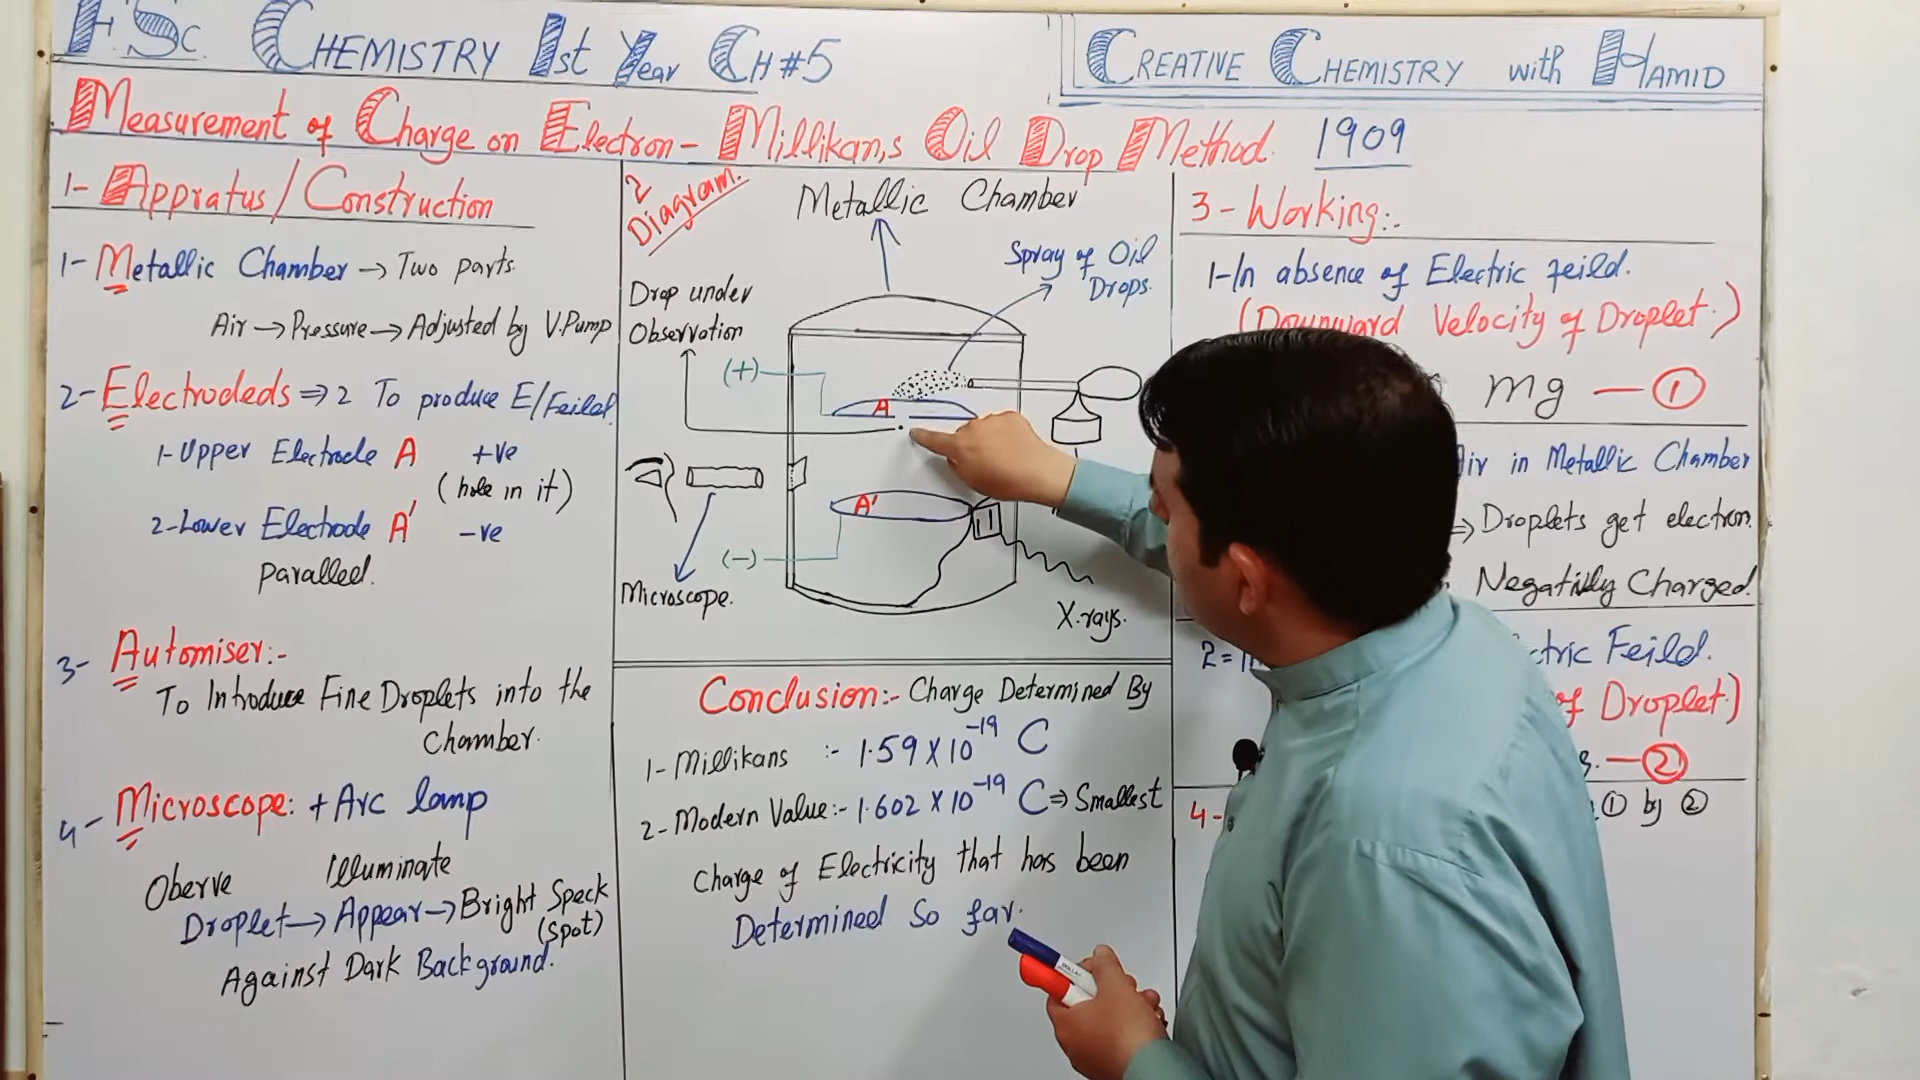 F.Sc. CHEMISTRY 1st Year CH#5
CREATIVE CHEMISTRY with HAMID
Measurement of Charge on Electron - Millikan,s Oil Drop Method. 1909
1- Appratus / Construction
1- Metallic Chamber → Two parts.
Air → Pressure → Adjusted by V.Pump
2- Electrodeds ⇒ 2 To produce E/Feild
1-Upper Electrode A +ve
(hole in it)
2-Lower Electrode A' -ve
Paralled.
3- Automiser:-
To Introduce Fine Droplets into the
Chamber.
4- Microscope: + Arc lamp
Oberve Illuminate
Droplet → Appear → Bright Speck
(spot)
Against Dark Background.
2 Diagram.
Metallic Chamber
Spray of Oil
Drops.
Drop under
Observation
(+)
A
A'
(-)
Microscope.
X.rays.
Conclusion:- Charge Determined By
1- Millikans :- 1.59 X 10⁻¹⁹ C
2- Modern Value:- 1.602 X 10⁻¹⁹ C ⇒ Smallest
Charge of Electricity that has been
Determined So far.
3 - Working:-
1-In absence of Electric feild.
(Downward Velocity of Droplet.)
mg — ①
Air in Metallic Chamber
⇒ Droplets get electron.
Negativly Charged.
2 = In
ctric Feild.
of Droplet.)
— ②
4-
① by ②